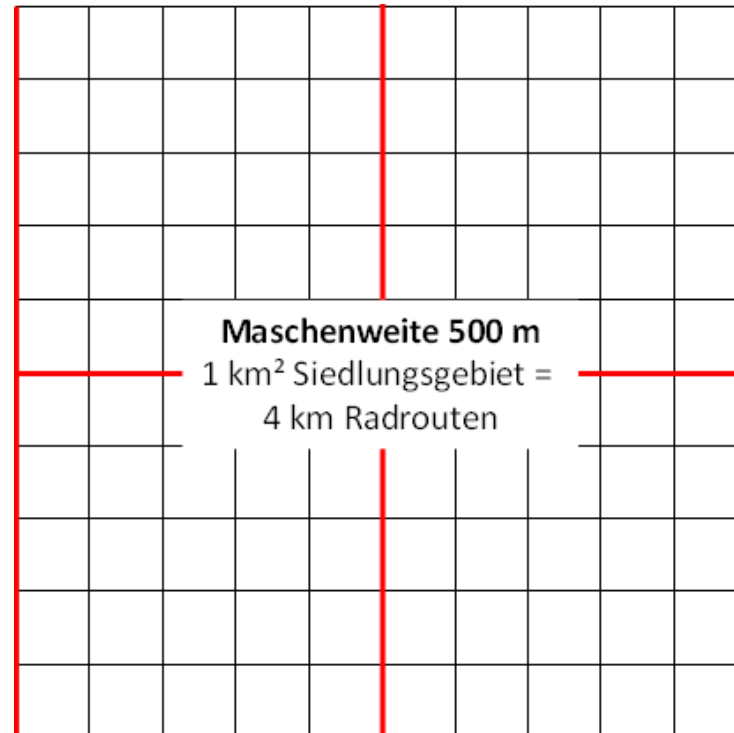 Maschenweite 500 m
1 km² Siedlungsgebiet =
4 km Radrouten